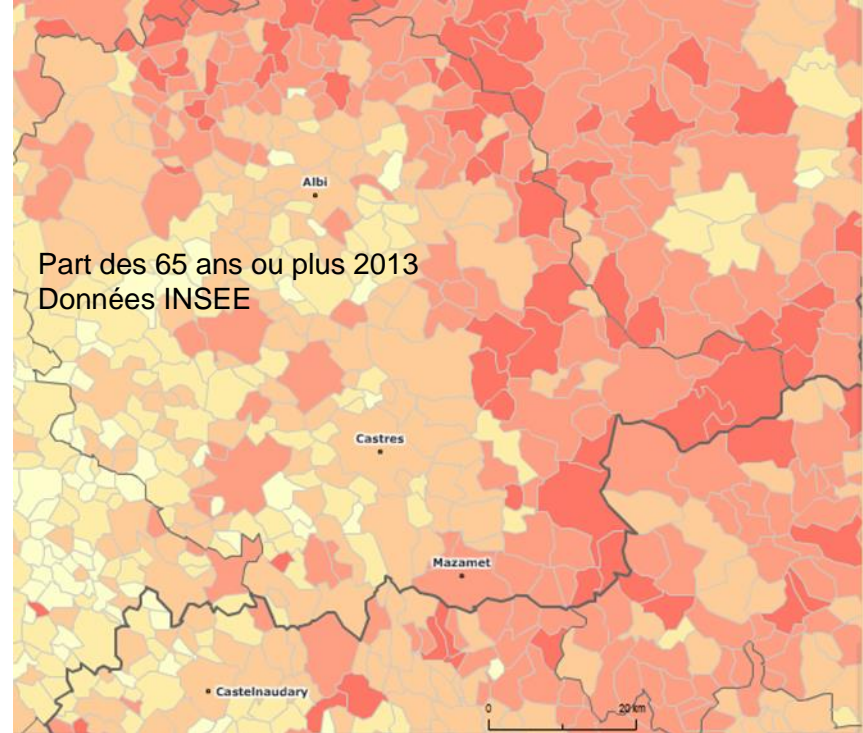 Albi
Part des 65 ans ou plus 2013
Données INSEE
Castres
Mazamet
Castelnaudary
0 20 km